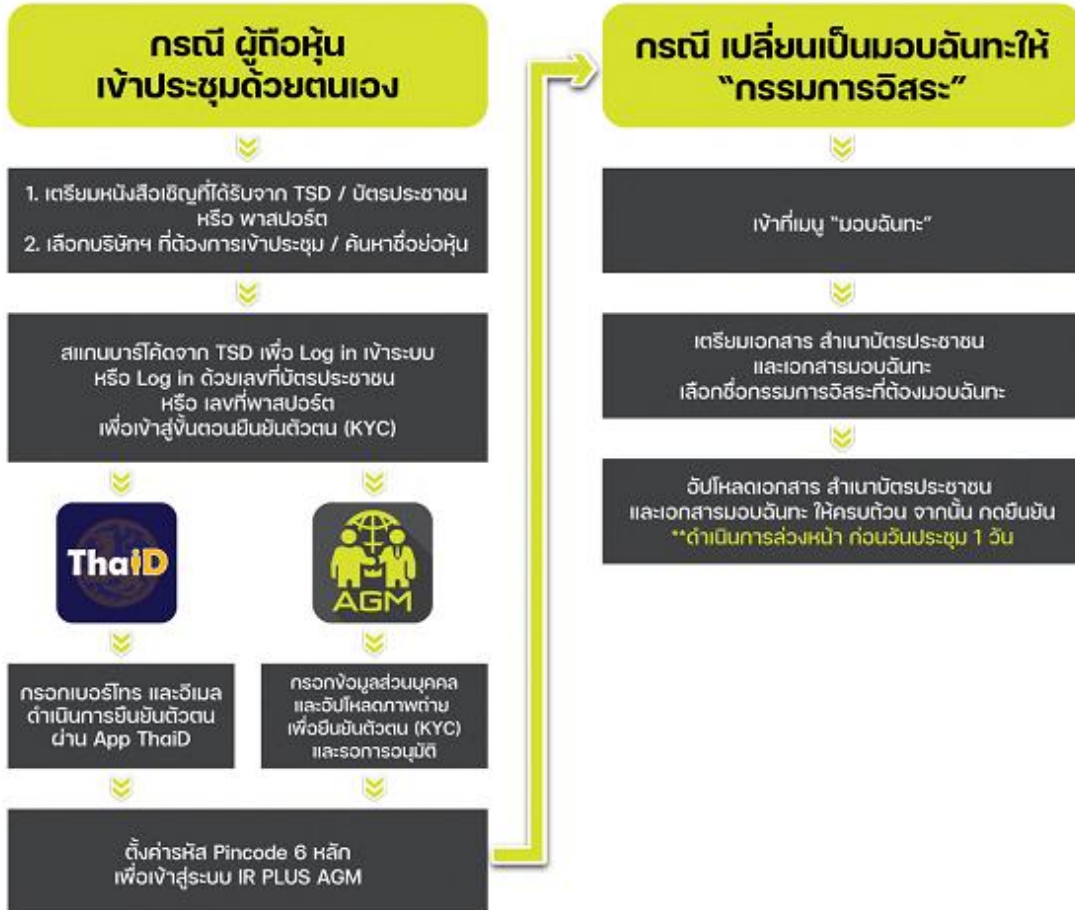 กรณี ผู้ถือหุ้น
เข้าประชุมด้วยตนเอง
1. เตรียมหนังสือเชิญที่ได้รับจาก TSD / บัตรประชาชน
หรือ พาสปอร์ต
2. เลือกบริษัทฯ ที่ต้องการเข้าประชุม / ค้นหาชื่อย่อหุ้น
สแกนบาร์โค้ดจาก TSD เพื่อ Log in เข้าระบบ
หรือ Log in ด้วยเลขที่บัตรประชาชน
หรือ เลขที่พาสปอร์ต
เพื่อเข้าสู่ขั้นตอนยืนยันตัวตน (KYC)
ThaiD
กรอกเบอร์โทร และอีเมล
ดำเนินการยืนยันตัวตน
ผ่าน App ThaiD
AGM
กรอกข้อมูลส่วนบุคคล
และอัปโหลดภาพถ่าย
เพื่อยืนยันตัวตน (KYC)
และรอการอนุมัติ
ตั้งค่ารหัส Pincode 6 หลัก
เพื่อเข้าสู่ระบบ IR PLUS AGM
กรณี เปลี่ยนเป็นมอบฉันทะให้
“กรรมการอิสระ”
เข้าที่เมนู “มอบฉันทะ”
เตรียมเอกสาร สำเนาบัตรประชาชน
และเอกสารมอบฉันทะ
เลือกชื่อกรรมการอิสระที่ต้องมอบฉันทะ
อัปโหลดเอกสาร สำเนาบัตรประชาชน
และเอกสารมอบฉันทะ ให้ครบถ้วน จากนั้น กดยืนยัน
**ดำเนินการล่วงหน้า ก่อนวันประชุม 1 วัน